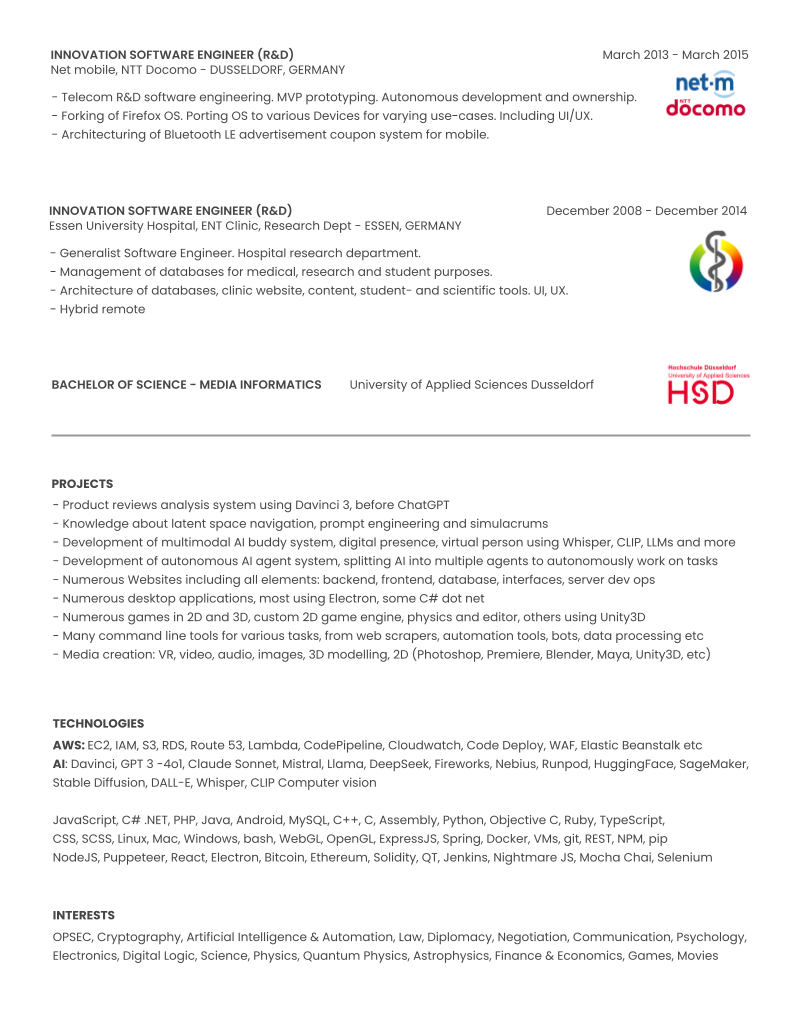 INNOVATION SOFTWARE ENGINEER (R&D) March 2013 - March 2015
Net mobile, NTT Docomo - DUSSELDORF, GERMANY
net·m
NTT
docomo
- Telecom R&D software engineering. MVP prototyping. Autonomous development and ownership.
- Forking of Firefox OS. Porting OS to various Devices for varying use-cases. Including UI/UX.
- Architecturing of Bluetooth LE advertisement coupon system for mobile.
INNOVATION SOFTWARE ENGINEER (R&D) December 2008 - December 2014
Essen University Hospital, ENT Clinic, Research Dept - ESSEN, GERMANY
- Generalist Software Engineer. Hospital research department.
- Management of databases for medical, research and student purposes.
- Architecture of databases, clinic website, content, student- and scientific tools. UI, UX.
- Hybrid remote
BACHELOR OF SCIENCE - MEDIA INFORMATICS University of Applied Sciences Dusseldorf
Hochschule Düsseldorf
University of Applied Sciences
HSD
PROJECTS
- Product reviews analysis system using Davinci 3, before ChatGPT
- Knowledge about latent space navigation, prompt engineering and simulacrums
- Development of multimodal AI buddy system, digital presence, virtual person using Whisper, CLIP, LLMs and more
- Development of autonomous AI agent system, splitting AI into multiple agents to autonomously work on tasks
- Numerous Websites including all elements: backend, frontend, database, interfaces, server dev ops
- Numerous desktop applications, most using Electron, some C# dot net
- Numerous games in 2D and 3D, custom 2D game engine, physics and editor, others using Unity3D
- Many command line tools for various tasks, from web scrapers, automation tools, bots, data processing etc
- Media creation: VR, video, audio, images, 3D modelling, 2D (Photoshop, Premiere, Blender, Maya, Unity3D, etc)
TECHNOLOGIES
AWS: EC2, IAM, S3, RDS, Route 53, Lambda, CodePipeline, Cloudwatch, Code Deploy, WAF, Elastic Beanstalk etc
AI: Davinci, GPT 3 -4o1, Claude Sonnet, Mistral, Llama, DeepSeek, Fireworks, Nebius, Runpod, HuggingFace, SageMaker,
Stable Diffusion, DALL-E, Whisper, CLIP Computer vision
JavaScript, C# .NET, PHP, Java, Android, MySQL, C++, C, Assembly, Python, Objective C, Ruby, TypeScript,
CSS, SCSS, Linux, Mac, Windows, bash, WebGL, OpenGL, ExpressJS, Spring, Docker, VMs, git, REST, NPM, pip
NodeJS, Puppeteer, React, Electron, Bitcoin, Ethereum, Solidity, QT, Jenkins, Nightmare JS, Mocha Chai, Selenium
INTERESTS
OPSEC, Cryptography, Artificial Intelligence & Automation, Law, Diplomacy, Negotiation, Communication, Psychology,
Electronics, Digital Logic, Science, Physics, Quantum Physics, Astrophysics, Finance & Economics, Games, Movies